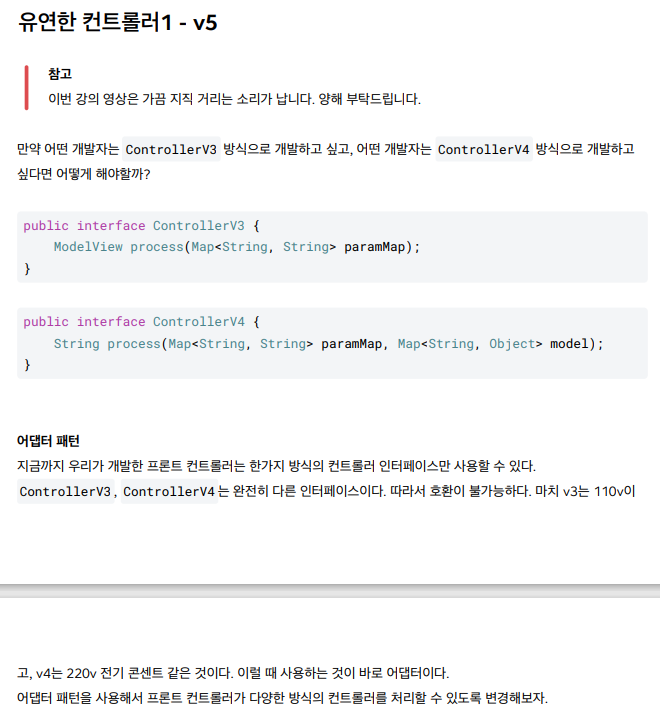 유연한 컨트롤러1 - v5
참고
이번 강의 영상은 가끔 지직 거리는 소리가 납니다. 양해 부탁드립니다.
만약 어떤 개발자는 ControllerV3 방식으로 개발하고 싶고, 어떤 개발자는 ControllerV4 방식으로 개발하고
싶다면 어떻게 해야할까?
public interface ControllerV3 {
    ModelView process(Map<String, String> paramMap);
}
public interface ControllerV4 {
    String process(Map<String, String> paramMap, Map<String, Object> model);
}
어댑터 패턴
지금까지 우리가 개발한 프론트 컨트롤러는 한가지 방식의 컨트롤러 인터페이스만 사용할 수 있다.
ControllerV3, ControllerV4는 완전히 다른 인터페이스이다. 따라서 호환이 불가능하다. 마치 v3는 110v이
고, v4는 220v 전기 콘센트 같은 것이다. 이럴 때 사용하는 것이 바로 어댑터이다.
어댑터 패턴을 사용해서 프론트 컨트롤러가 다양한 방식의 컨트롤러를 처리할 수 있도록 변경해보자.